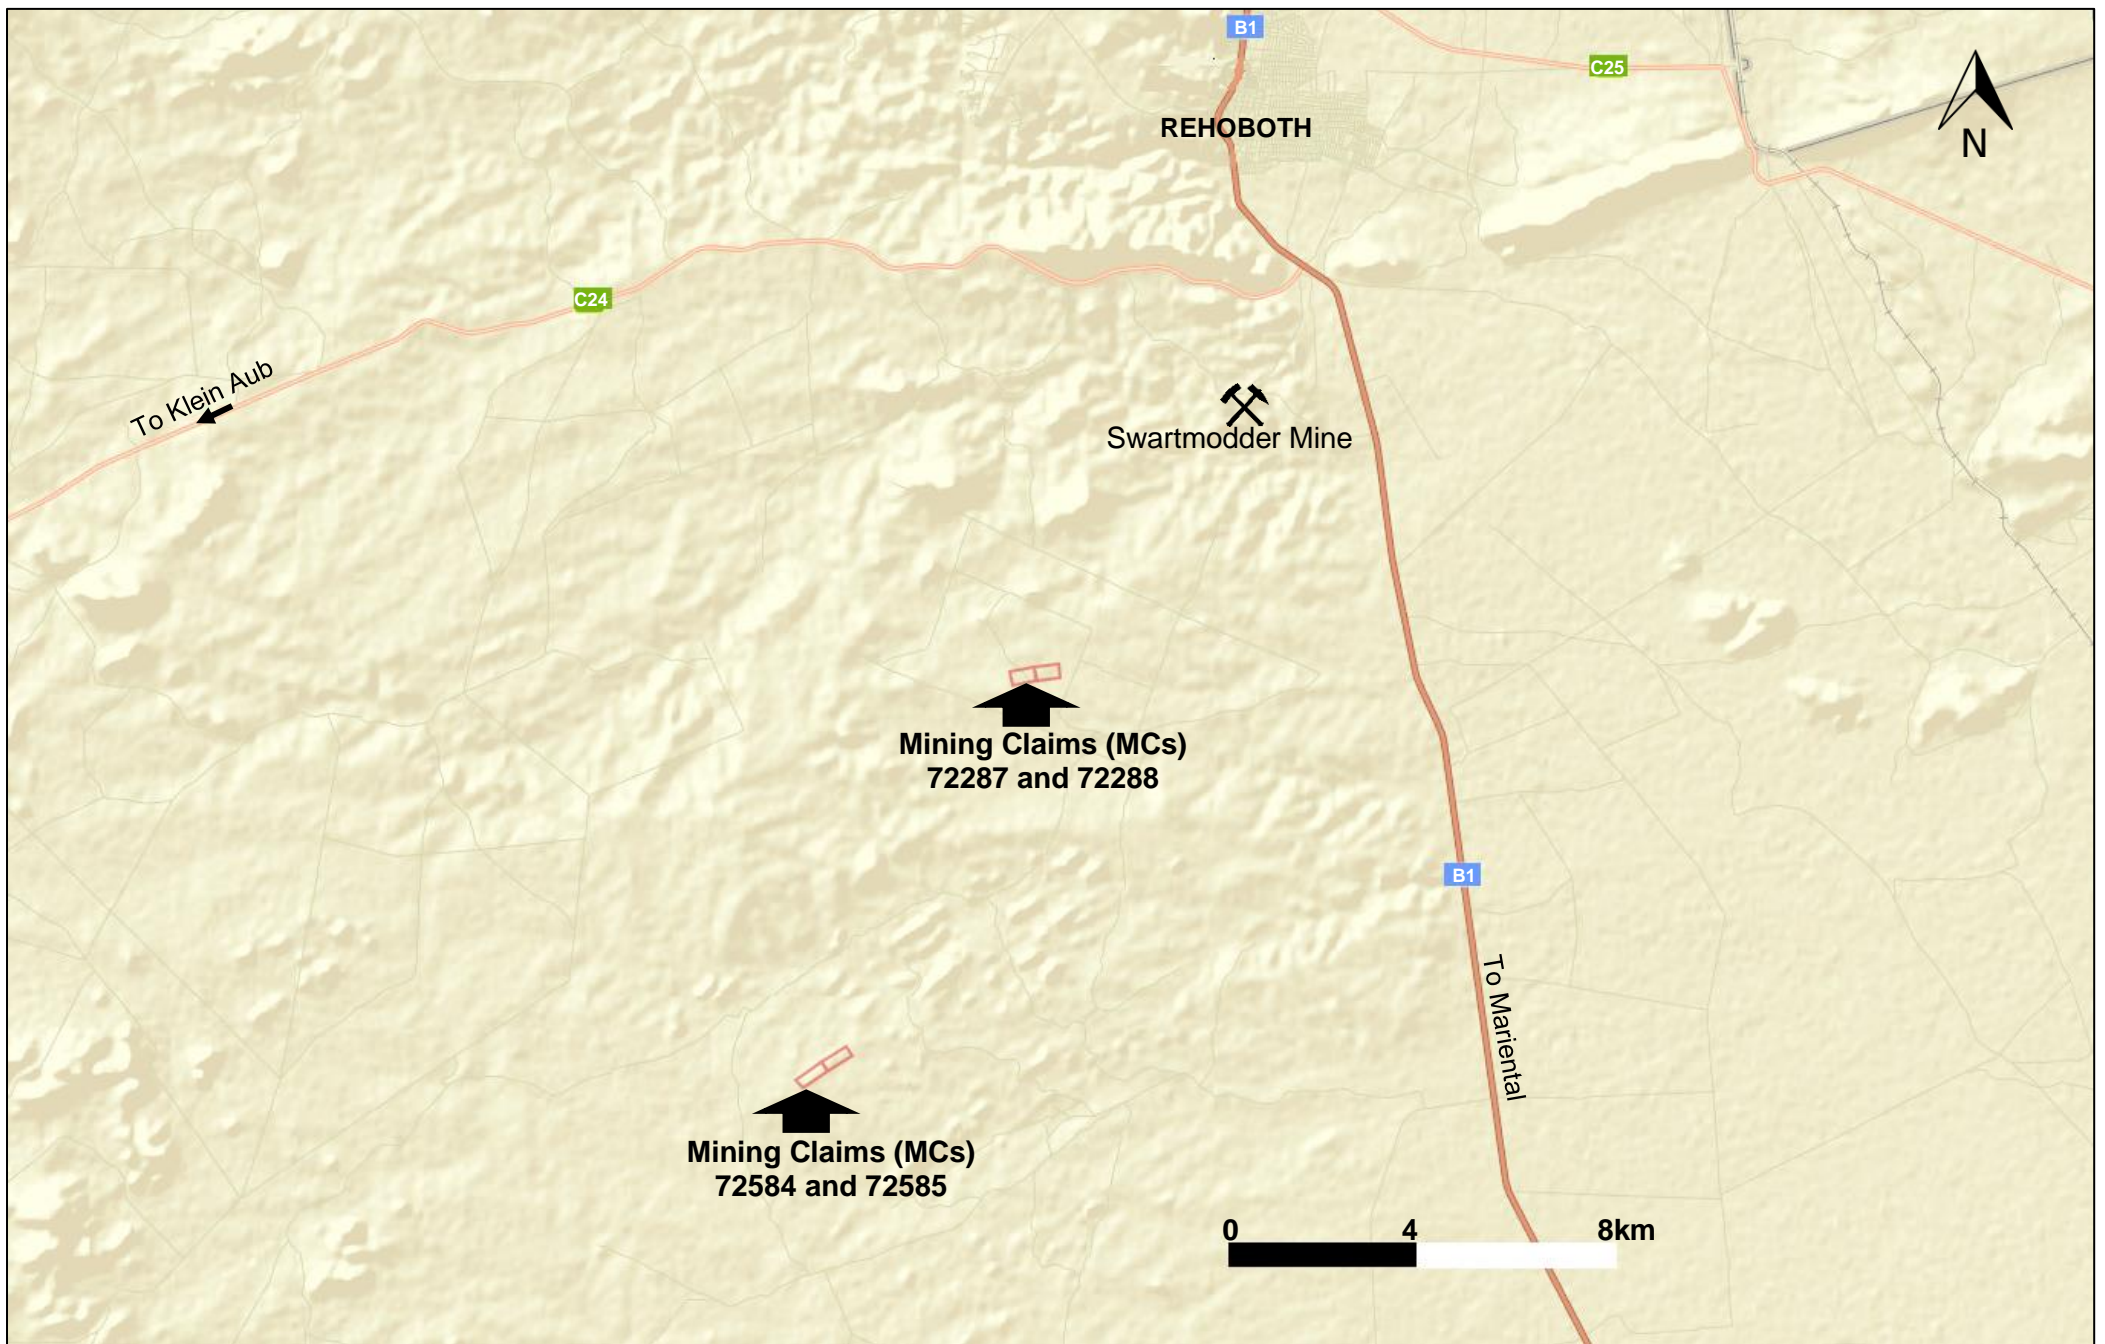 B1
C25
N
REHOBOTH
C24
To Klein Aub
Swartmodder Mine
Mining Claims (MCs)
72287 and 72288
B1
To Mariental
Mining Claims (MCs)
72584 and 72585
0 4 8km